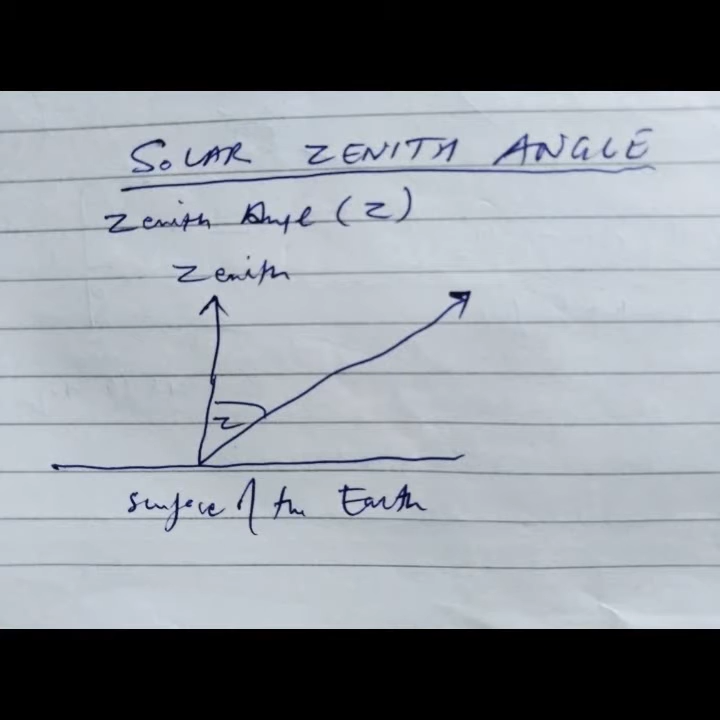 SOLAR ZENITH ANGLE
Zenith Angle (Z)
Zenith
Z
surface of the Earth